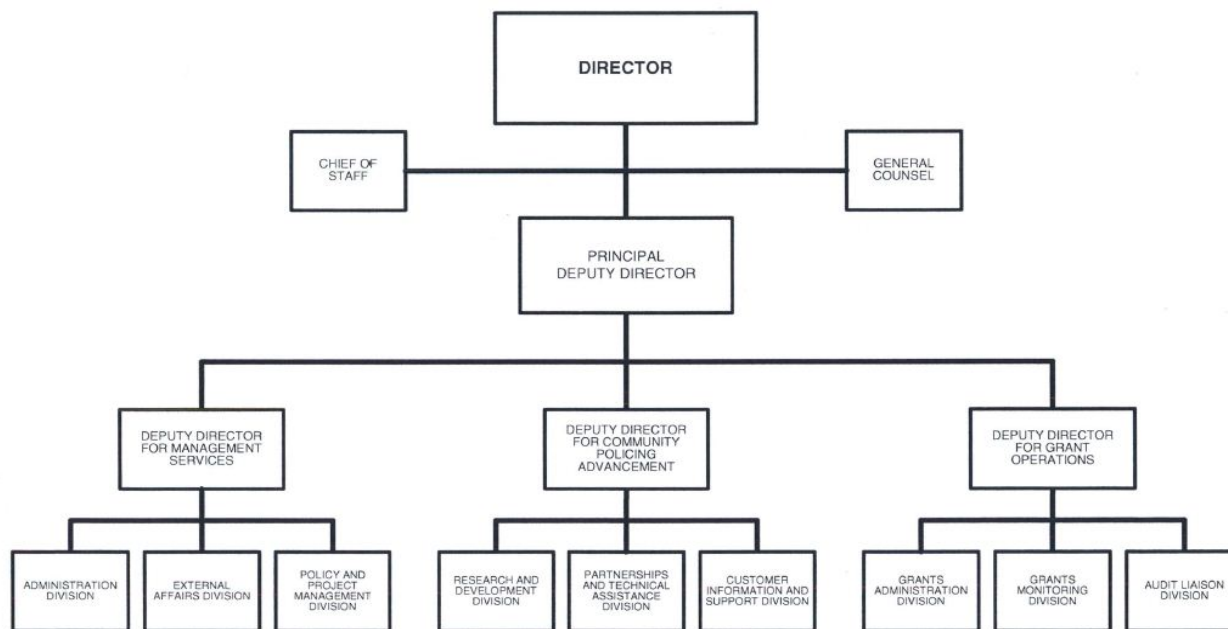 DIRECTOR
CHIEF OF
STAFF
GENERAL
COUNSEL
PRINCIPAL
DEPUTY DIRECTOR
DEPUTY DIRECTOR
FOR MANAGEMENT
SERVICES
DEPUTY DIRECTOR
FOR COMMUNITY
POLICING
ADVANCEMENT
DEPUTY DIRECTOR
FOR GRANT
OPERATIONS
ADMINISTRATION
DIVISION
EXTERNAL
AFFAIRS DIVISION
POLICY AND
PROJECT
MANAGEMENT
DIVISION
RESEARCH AND
DEVELOPMENT
DIVISION
PARTNERSHIPS
AND TECHNICAL
ASSISTANCE
DIVISION
CUSTOMER
INFORMATION AND
SUPPORT DIVISION
GRANTS
ADMINISTRATION
DIVISION
GRANTS
MONITORING
DIVISION
AUDIT LIAISON
DIVISION